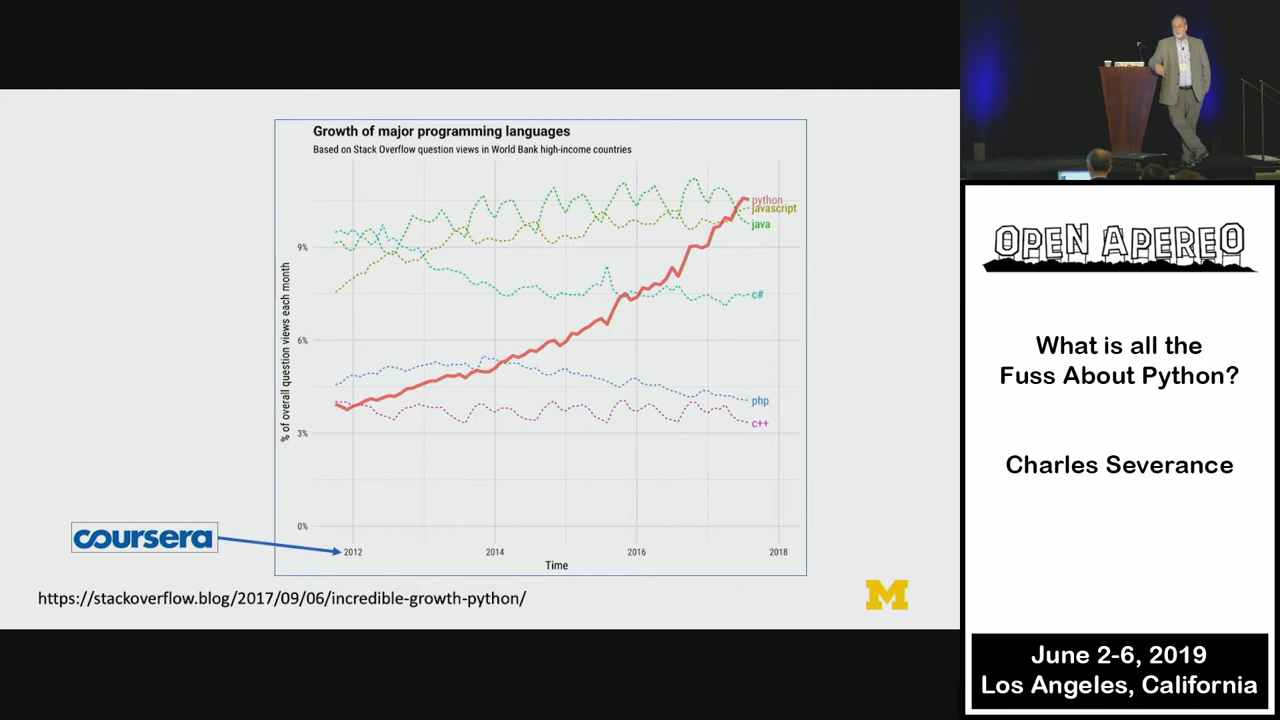 Growth of major programming languages
Based on Stack Overflow question views in World Bank high-income countries
% of overall question views each month
9%
6%
3%
0%
python
javascript
java
c#
php
c++
2012
2014
2016
2018
Time
coursera
https://stackoverflow.blog/2017/09/06/incredible-growth-python/
M
OPEN APEREO
What is all the
Fuss About Python?
Charles Severance
June 2-6, 2019
Los Angeles, California